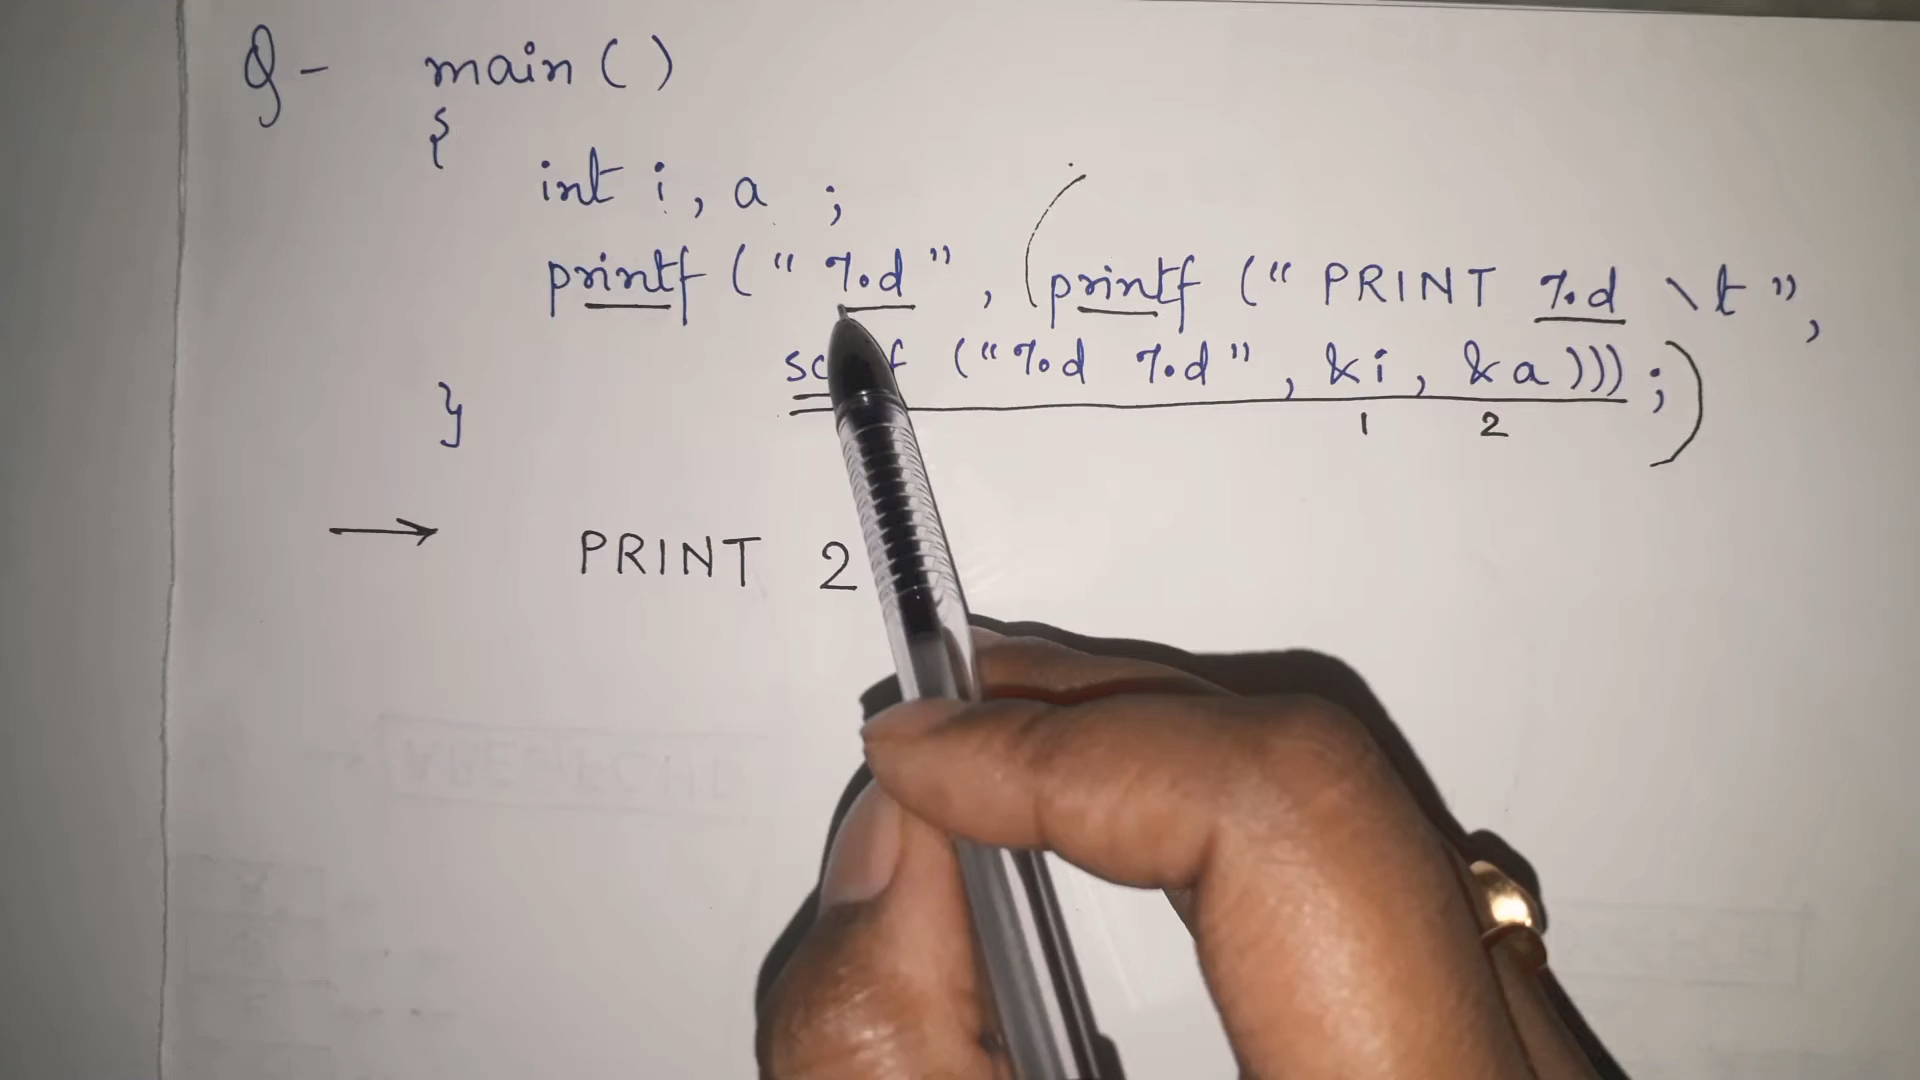 Q- main ( )
{
int i, a ;
printf (" %d ", (printf (" PRINT %d \t ",
("%d %d", &i, &a))) ;)
1 2
}
→ PRINT 2